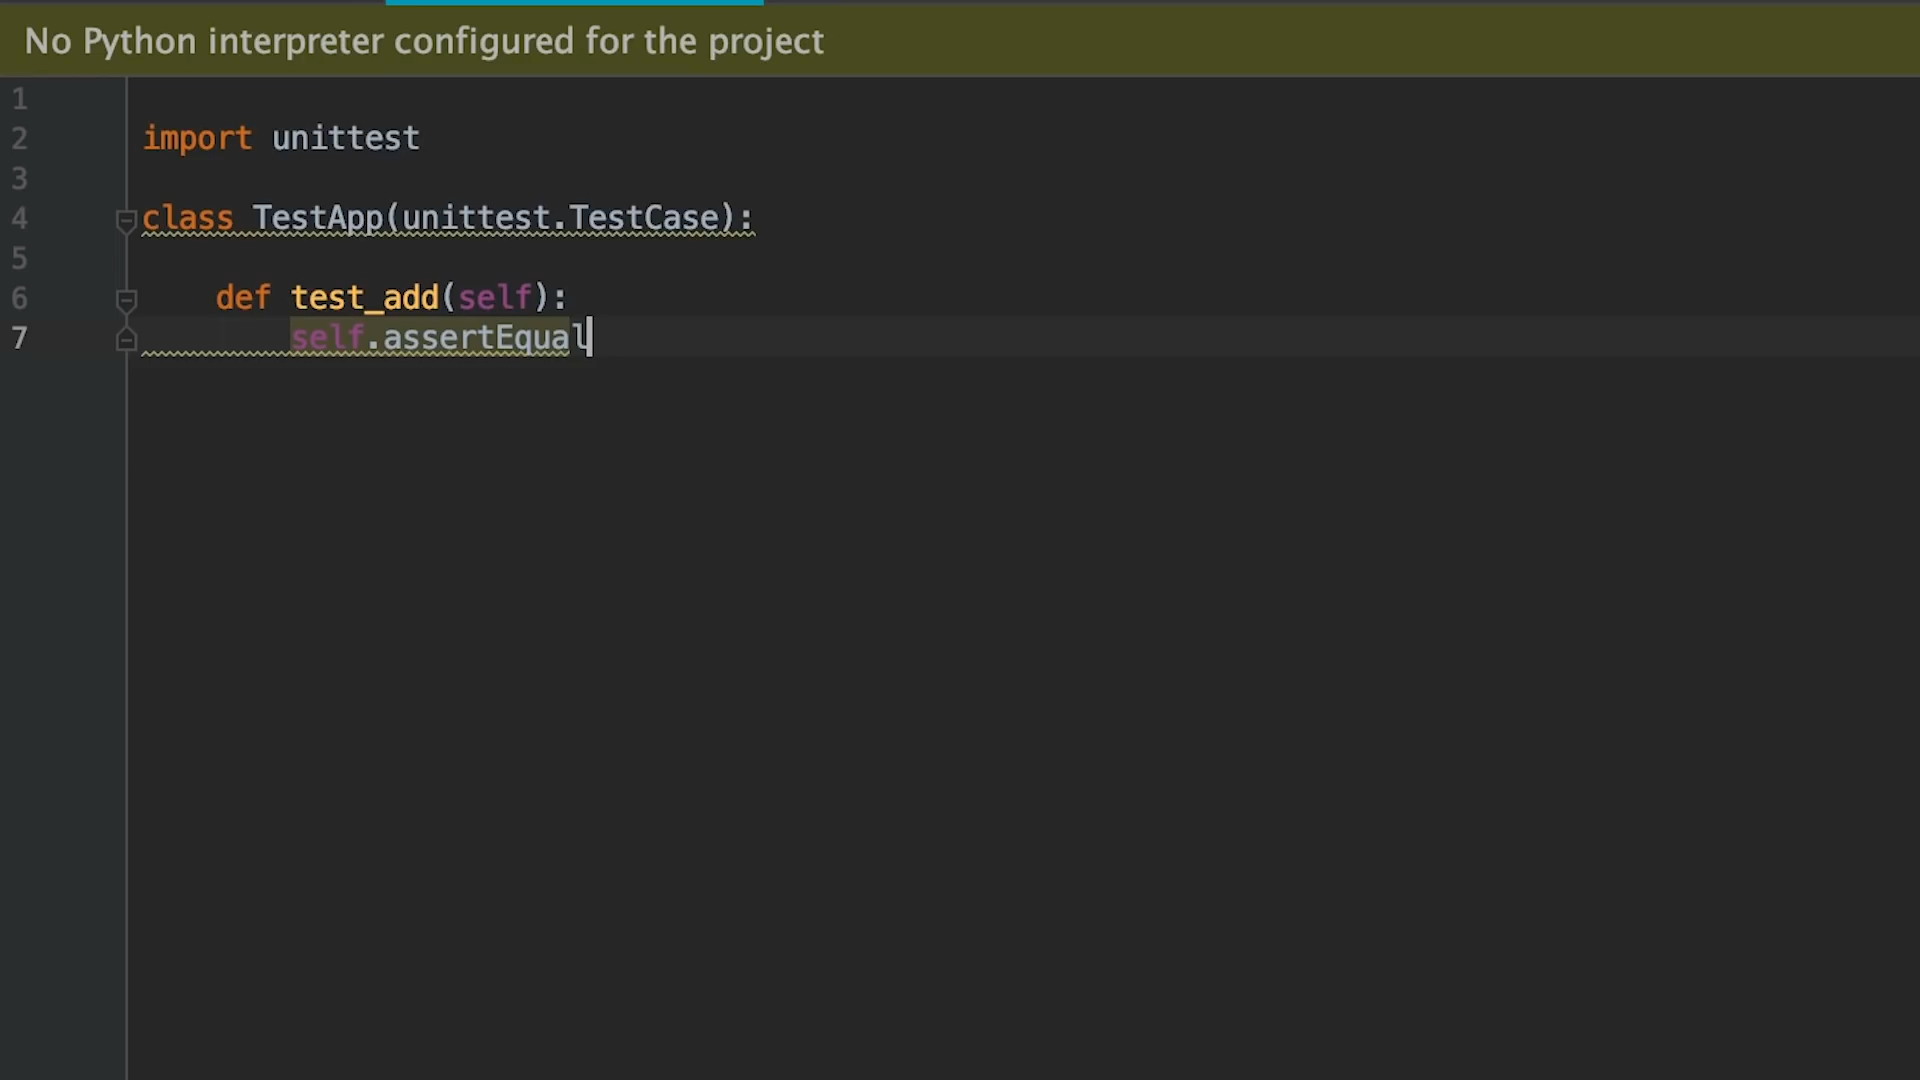 No Python interpreter configured for the project
1
2 import unittest
3
4 class TestApp(unittest.TestCase):
5
6 def test_add(self):
7 self.assertEqual